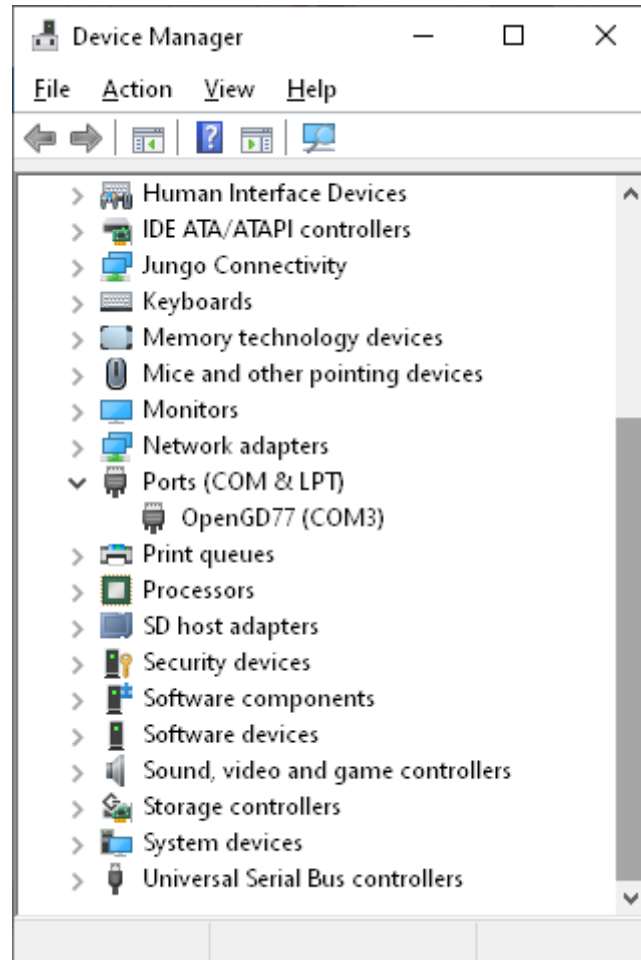 Device Manager
File Action View Help
Human Interface Devices
IDE ATA/ATAPI controllers
Jungo Connectivity
Keyboards
Memory technology devices
Mice and other pointing devices
Monitors
Network adapters
Ports (COM & LPT)
OpenGD77 (COM3)
Print queues
Processors
SD host adapters
Security devices
Software components
Software devices
Sound, video and game controllers
Storage controllers
System devices
Universal Serial Bus controllers